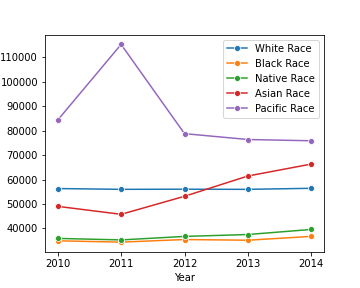 White Race
Black Race
Native Race
Asian Race
Pacific Race
110000
100000
90000
80000
70000
60000
50000
40000
2010 2011 2012 2013 2014
Year